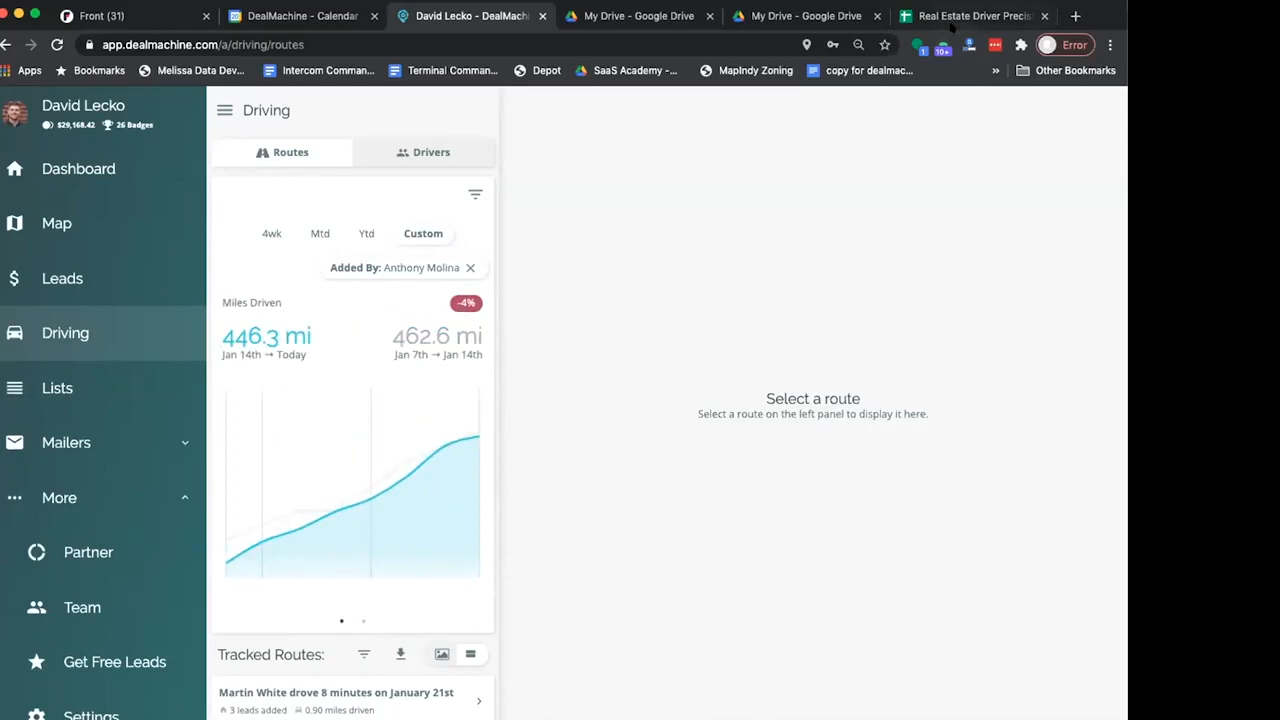 Front (31)
DealMachine - Calendar
David Lecko - DealMach
My Drive - Google Drive
My Drive - Google Drive
Real Estate Driver Precis
app.dealmachine.com/a/driving/routes
1
10+
Error
Apps
Bookmarks
Melissa Data Dev...
Intercom Comman...
Terminal Comman...
Depot
SaaS Academy -...
MapIndy Zoning
copy for dealmac...
»
Other Bookmarks
David Lecko
$29,168.42
26 Badges
Driving
Routes
Drivers
Dashboard
Map
Leads
Driving
Lists
Mailers
More
Partner
Team
Get Free Leads
Settings
4wk
Mtd
Ytd
Custom
Added By: Anthony Molina
Miles Driven
-4%
446.3 mi
462.6 mi
Jan 14th → Today
Jan 7th → Jan 14th
Tracked Routes:
Martin White drove 8 minutes on January 21st
3 leads added
0.90 miles driven
Select a route
Select a route on the left panel to display it here.